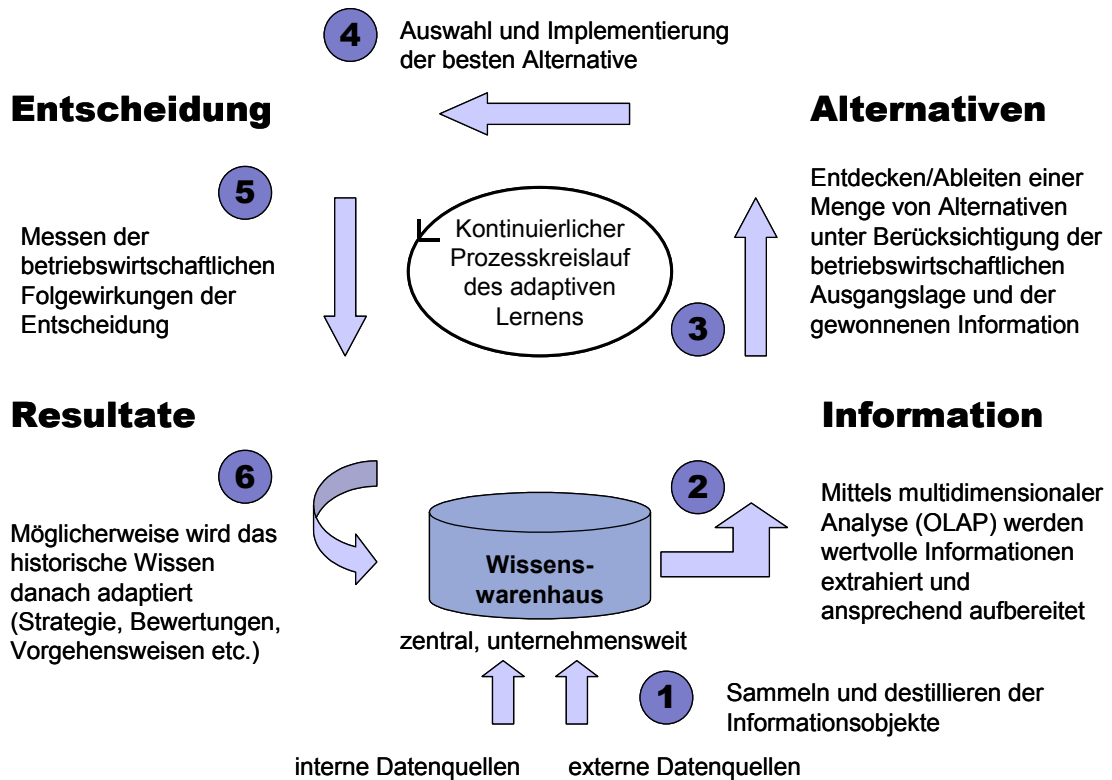 4
Auswahl und Implementierung
der besten Alternative
Entscheidung
Alternativen
5
Messen der
betriebswirtschaftlichen
Folgewirkungen der
Entscheidung
Kontinuierlicher
Prozesskreislauf
des adaptiven
Lernens
3
Entdecken/Ableiten einer
Menge von Alternativen
unter Berücksichtigung der
betriebswirtschaftlichen
Ausgangslage und der
gewonnenen Information
Resultate
Information
6
Möglicherweise wird das
historische Wissen
danach adaptiert
(Strategie, Bewertungen,
Vorgehensweisen etc.)
Wissens-
warenhaus
zentral, unternehmensweit
2
Mittels multidimensionaler
Analyse (OLAP) werden
wertvolle Informationen
extrahiert und
ansprechend aufbereitet
1
Sammeln und destillieren der
Informationsobjekte
interne Datenquellen
externe Datenquellen